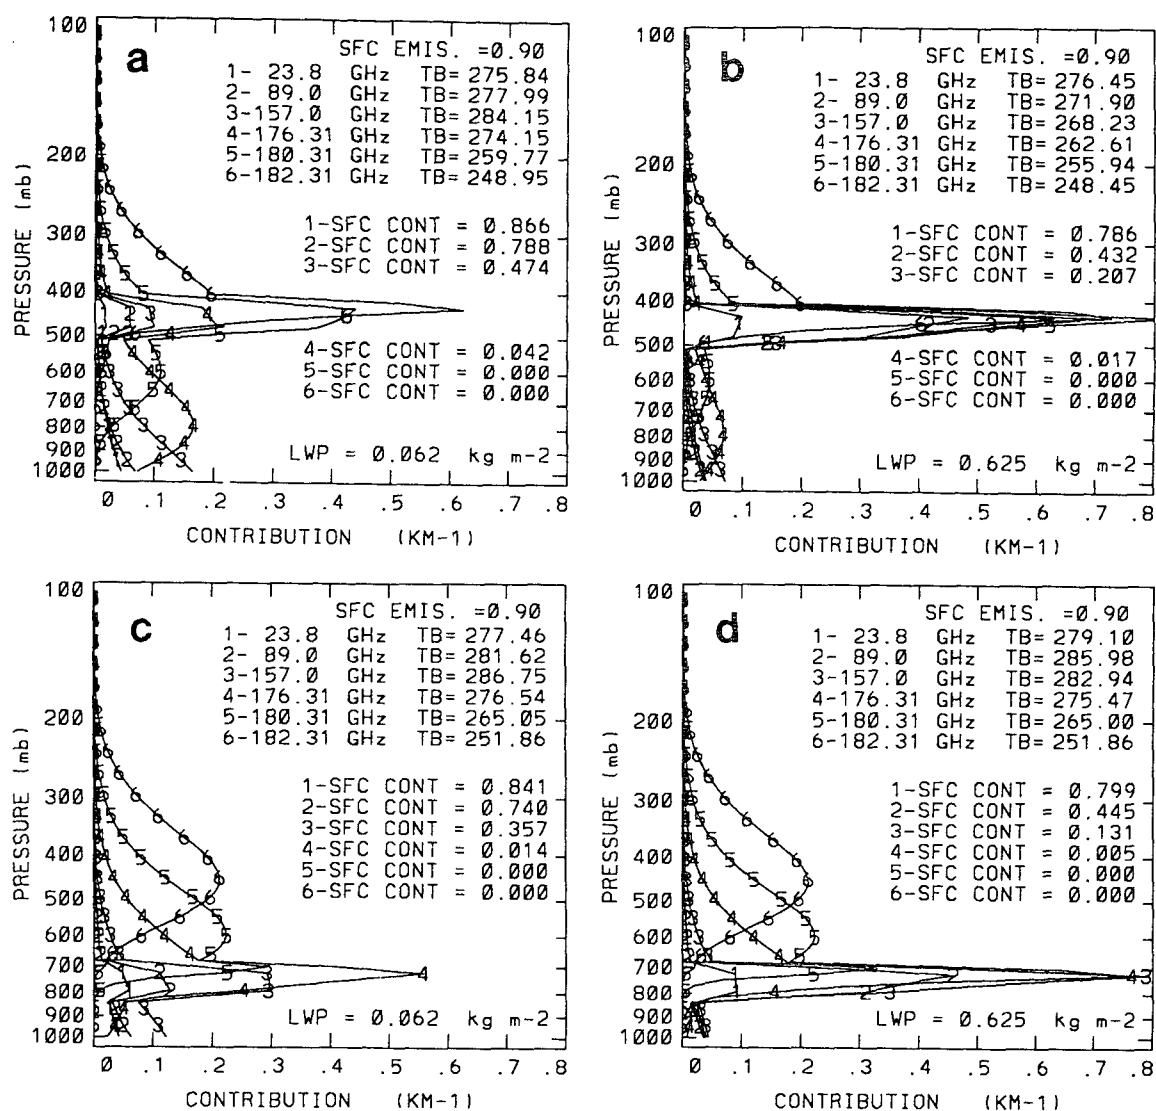 a
SFC EMIS. =0.90
1- 23.8 GHz TB= 275.84
2- 89.0 GHz TB= 277.99
3-157.0 GHz TB= 284.15
4-176.31 GHz TB= 274.15
5-180.31 GHz TB= 259.77
6-182.31 GHz TB= 248.95
1-SFC CONT = 0.866
2-SFC CONT = 0.788
3-SFC CONT = 0.474
4-SFC CONT = 0.042
5-SFC CONT = 0.000
6-SFC CONT = 0.000
LWP = 0.062 kg m-2
PRESSURE (mb)
100
200
300
400
500
600
700
800
900
1000
0 .1 .2 .3 .4 .5 .6 .7 .8
CONTRIBUTION (KM-1)
b
SFC EMIS. =0.90
1- 23.8 GHz TB= 276.45
2- 89.0 GHz TB= 271.90
3-157.0 GHz TB= 268.23
4-176.31 GHz TB= 262.61
5-180.31 GHz TB= 255.94
6-182.31 GHz TB= 248.45
1-SFC CONT = 0.786
2-SFC CONT = 0.432
3-SFC CONT = 0.207
4-SFC CONT = 0.017
5-SFC CONT = 0.000
6-SFC CONT = 0.000
LWP = 0.625 kg m-2
PRESSURE (mb)
100
200
300
400
500
600
700
800
900
1000
0 .1 .2 .3 .4 .5 .6 .7 .8
CONTRIBUTION (KM-1)
c
SFC EMIS. =0.90
1- 23.8 GHz TB= 277.46
2- 89.0 GHz TB= 281.62
3-157.0 GHz TB= 286.75
4-176.31 GHz TB= 276.54
5-180.31 GHz TB= 265.05
6-182.31 GHz TB= 251.86
1-SFC CONT = 0.841
2-SFC CONT = 0.740
3-SFC CONT = 0.357
4-SFC CONT = 0.014
5-SFC CONT = 0.000
6-SFC CONT = 0.000
LWP = 0.062 kg m-2
PRESSURE (mb)
100
200
300
400
500
600
700
800
900
1000
0 .1 .2 .3 .4 .5 .6 .7 .8
CONTRIBUTION (KM-1)
d
SFC EMIS. =0.90
1- 23.8 GHz TB= 279.10
2- 89.0 GHz TB= 285.98
3-157.0 GHz TB= 282.94
4-176.31 GHz TB= 275.47
5-180.31 GHz TB= 265.00
6-182.31 GHz TB= 251.86
1-SFC CONT = 0.799
2-SFC CONT = 0.445
3-SFC CONT = 0.131
4-SFC CONT = 0.005
5-SFC CONT = 0.000
6-SFC CONT = 0.000
LWP = 0.625 kg m-2
PRESSURE (mb)
100
200
300
400
500
600
700
800
900
1000
0 .1 .2 .3 .4 .5 .6 .7 .8
CONTRIBUTION (KM-1)